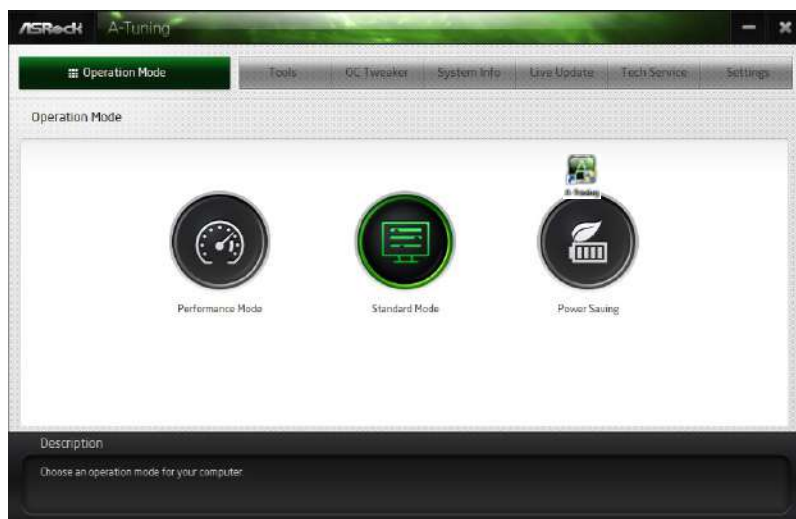 ASRock A-Tuning
Operation Mode Tools OC Tweaker System Info Live Update Tech Service Settings
Operation Mode
A-Tuning
Performance Mode Standard Mode Power Saving
Description
Choose an operation mode for your computer